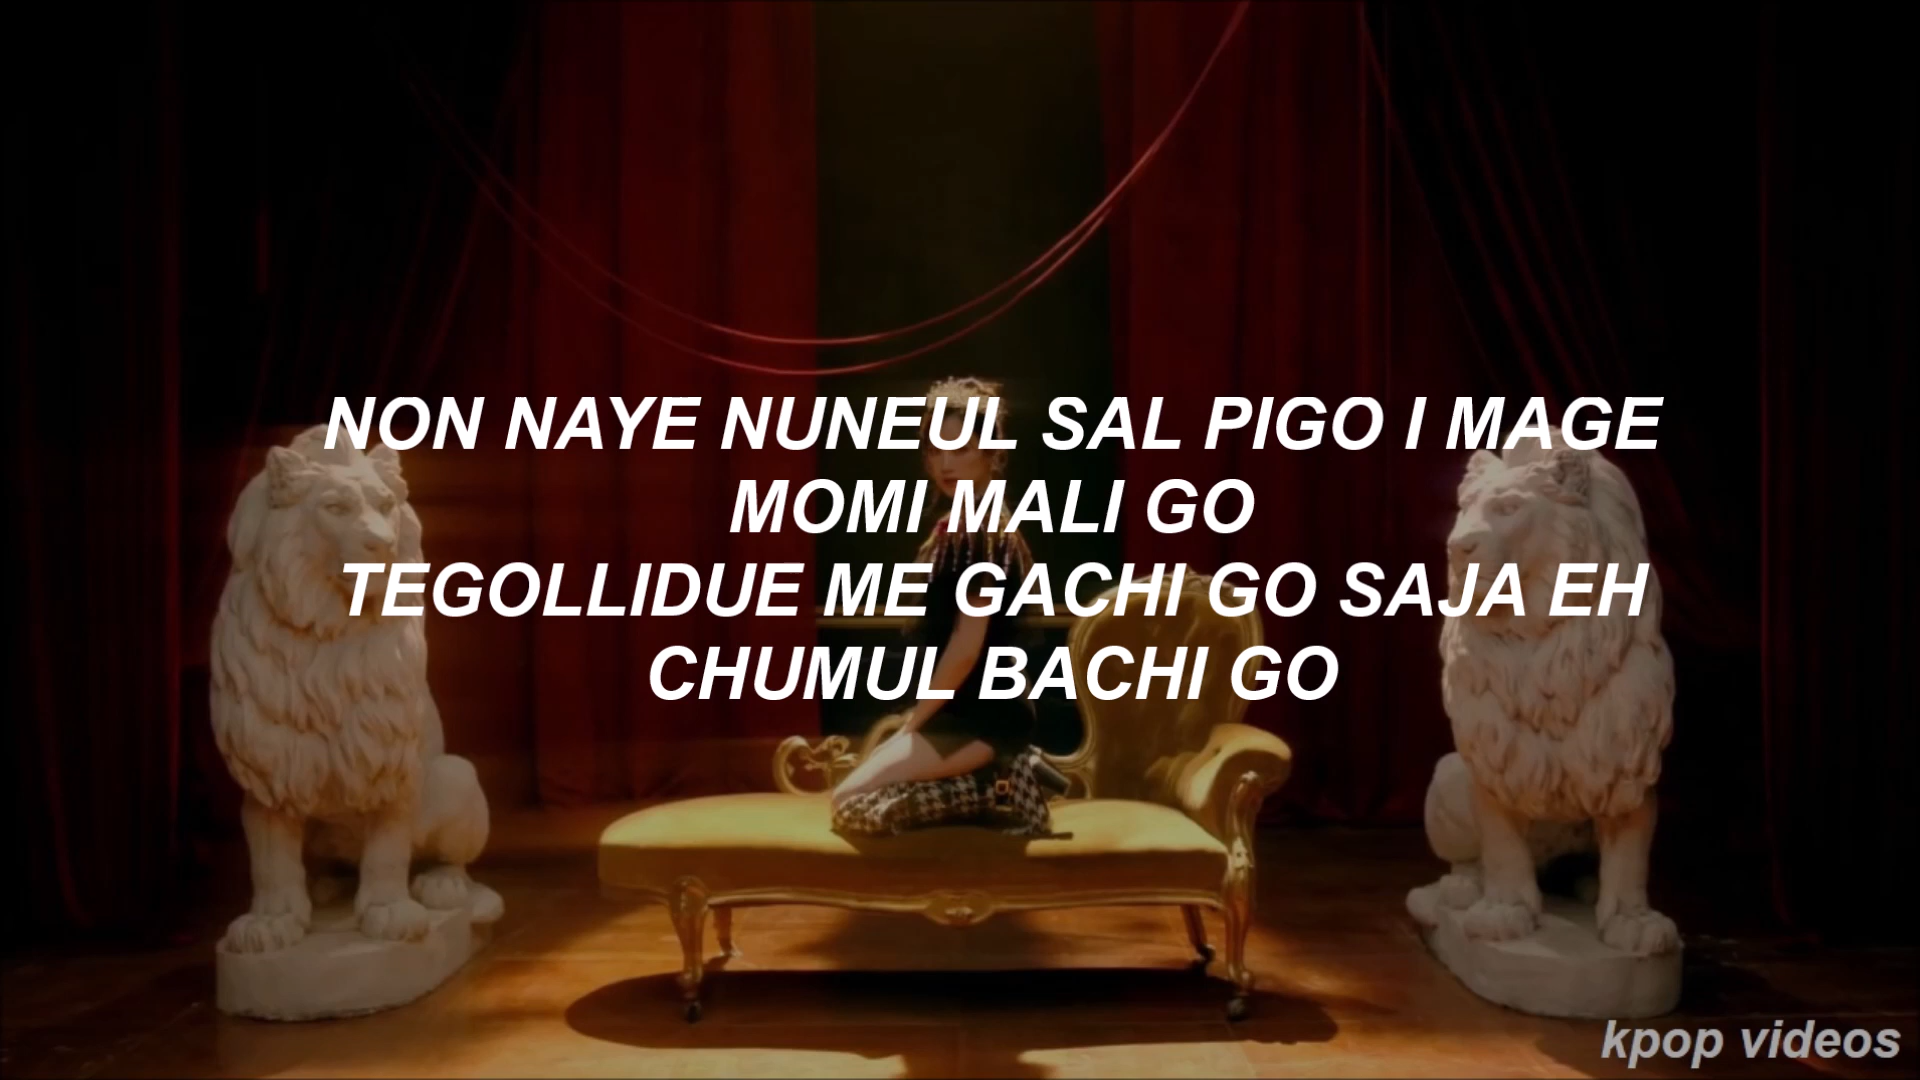 NON NAYE NUNEUL SAL PIGO I MAGE
MOMI MALI GO
TEGOLLIDUE ME GACHI GO SAJA EH
CHUMUL BACHI GO
kpop videos